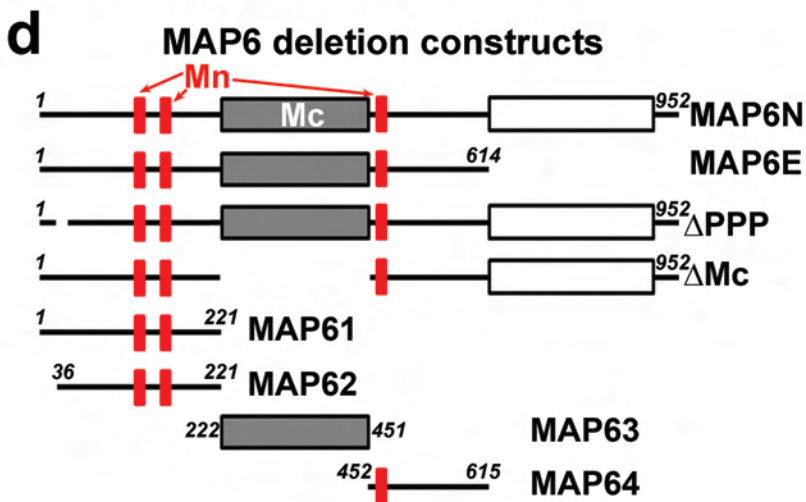 d
MAP6 deletion constructs
Mn
1 Mc 952 MAP6N
1 614 MAP6E
1 952 ΔPPP
1 952 ΔMc
1 221 MAP61
36 221 MAP62
222 451 MAP63
452 615 MAP64